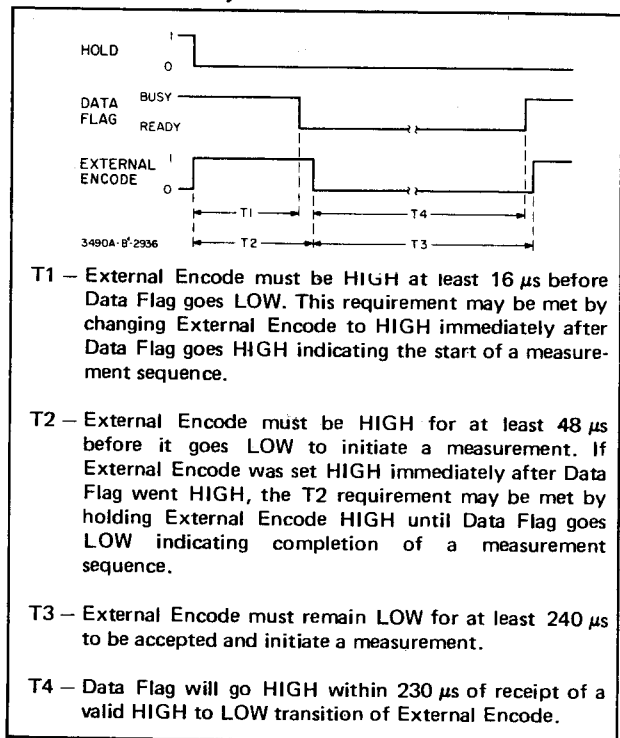 HOLD
1
0
DATA FLAG
BUSY
READY
EXTERNAL ENCODE
1
0
T1
T4
3490A-B-2936
T2
T3
T1 – External Encode must be HIGH at least 16 μs before
Data Flag goes LOW. This requirement may be met by
changing External Encode to HIGH immediately after
Data Flag goes HIGH indicating the start of a measure-
ment sequence.
T2 – External Encode must be HIGH for at least 48 μs
before it goes LOW to initiate a measurement. If
External Encode was set HIGH immediately after Data
Flag went HIGH, the T2 requirement may be met by
holding External Encode HIGH until Data Flag goes
LOW indicating completion of a measurement
sequence.
T3 – External Encode must remain LOW for at least 240 μs
to be accepted and initiate a measurement.
T4 – Data Flag will go HIGH within 230 μs of receipt of a
valid HIGH to LOW transition of External Encode.